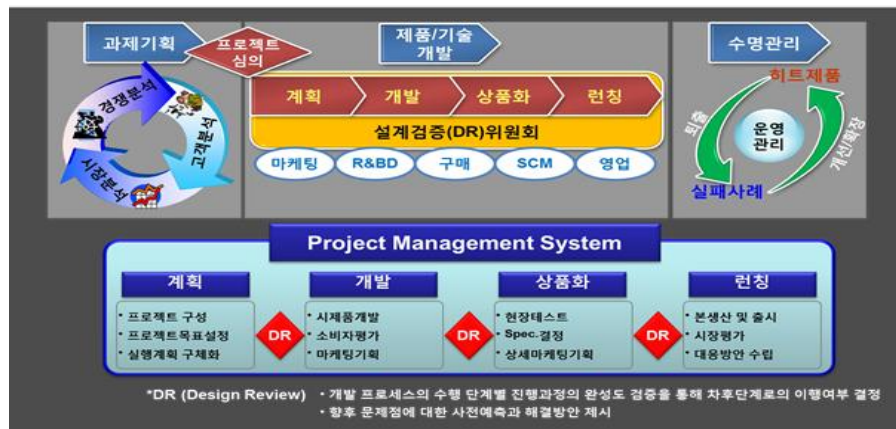 과제기획
프로젝트
심의
제품/기술
개발
수명관리
경쟁분석
고객분석
시장분석
계획
개발
상품화
런칭
설계검증(DR)위원회
마케팅
R&BD
구매
SCM
영업
히트제품
퇴출
운영
관리
개선/확장
실패사례
Project Management System
계획
개발
상품화
런칭
• 프로젝트 구성
• 프로젝트목표설정
• 실행계획 구체화
DR
• 시제품개발
• 소비자평가
• 마케팅기획
DR
• 현장테스트
• Spec.결정
• 상세마케팅기획
DR
• 본생산 및 출시
• 시장평가
• 대응방안 수립
*DR (Design Review) • 개발 프로세스의 수행 단계별 진행과정의 완성도 검증을 통해 차후단계로의 이행여부 결정
• 향후 문제점에 대한 사전예측과 해결방안 제시